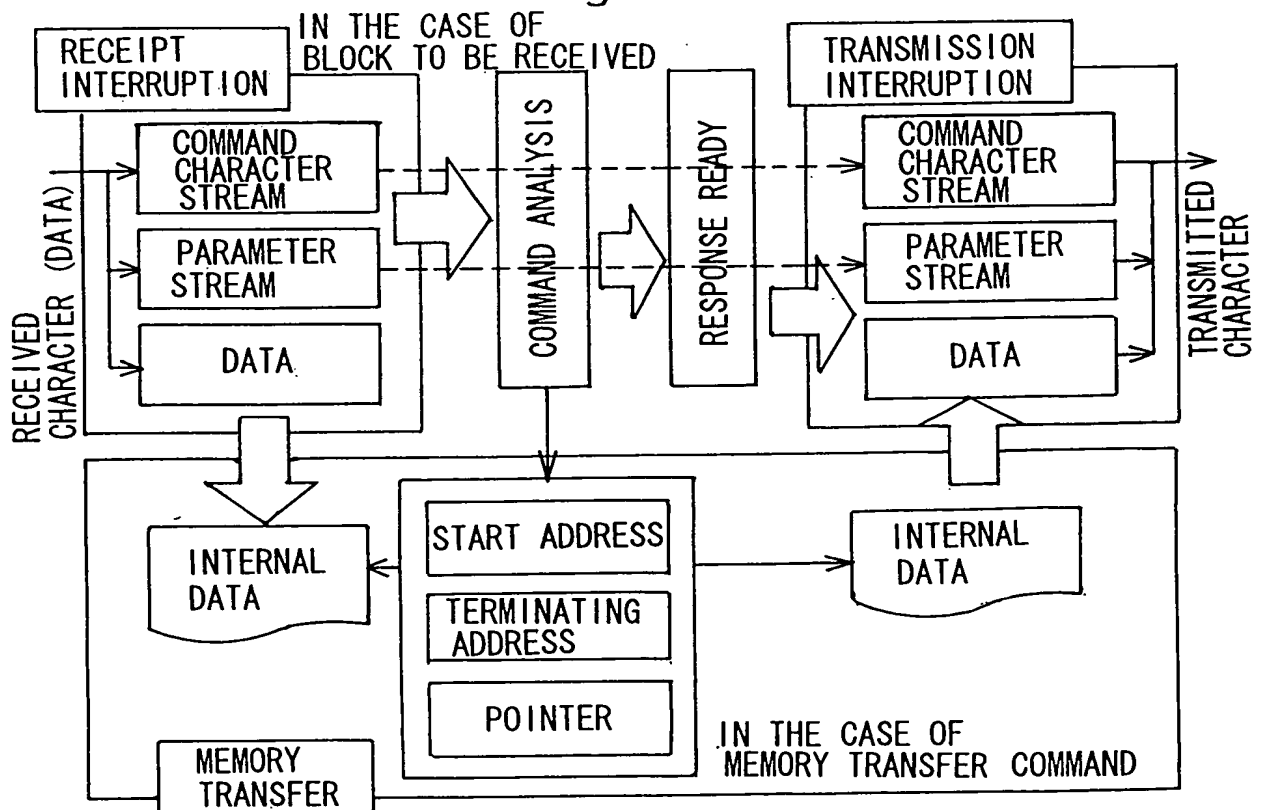 IN THE CASE OF
BLOCK TO BE RECEIVED
RECEIPT
INTERRUPTION
TRANSMISSION
INTERRUPTION
COMMAND
CHARACTER
STREAM
PARAMETER
STREAM
DATA
RECEIVED
CHARACTER (DATA)
COMMAND ANALYSIS
RESPONSE READY
COMMAND
CHARACTER
STREAM
PARAMETER
STREAM
DATA
TRANSMITTED
CHARACTER
INTERNAL
DATA
START ADDRESS
TERMINATING
ADDRESS
POINTER
INTERNAL
DATA
IN THE CASE OF
MEMORY TRANSFER COMMAND
MEMORY
TRANSFER